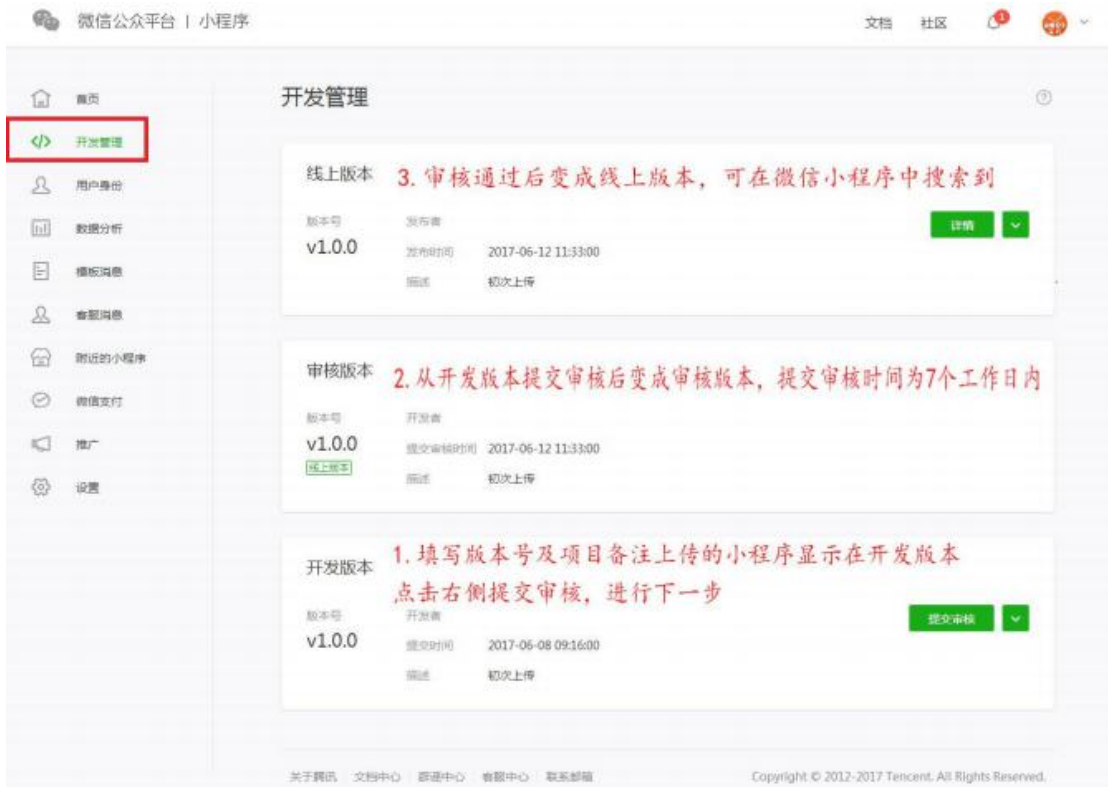 微信公众平台 | 小程序
文档 社区 1
首页
开发管理
用户身份
数据分析
模板消息
客服消息
附近的小程序
微信支付
推广
设置
开发管理
线上版本 3. 审核通过后变成线上版本, 可在微信小程序中搜索到
版本号 发布者
v1.0.0
详情
发布时间 2017-06-12 11:33:00
描述 初次上传
审核版本 2. 从开发版本提交审核后变成审核版本, 提交审核时间为7个工作日内
版本号 开发者
v1.0.0
线上版本
提交审核时间 2017-06-12 11:33:00
描述 初次上传
开发版本 1. 填写版本号及项目备注上传的小程序显示在开发版本
点击右侧提交审核, 进行下一步
版本号 开发者
v1.0.0
提交审核
提交时间 2017-06-08 09:16:00
描述 初次上传
关于腾讯 文档中心 辟谣中心 客服中心 联系邮箱 Copyright © 2012-2017 Tencent. All Rights Reserved.